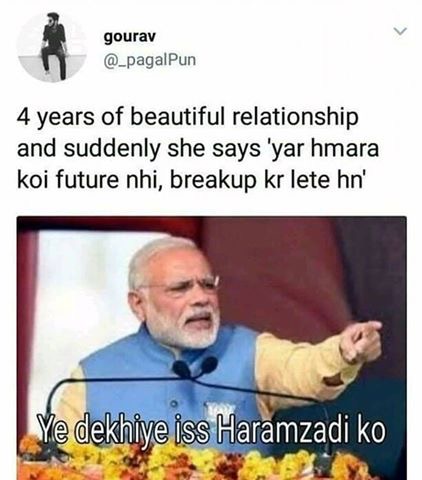 gourav
@_pagalPun
4 years of beautiful relationship
and suddenly she says 'yar hmara
koi future nhi, breakup kr lete hn'
Ye dekhiye iss Haramzadi ko